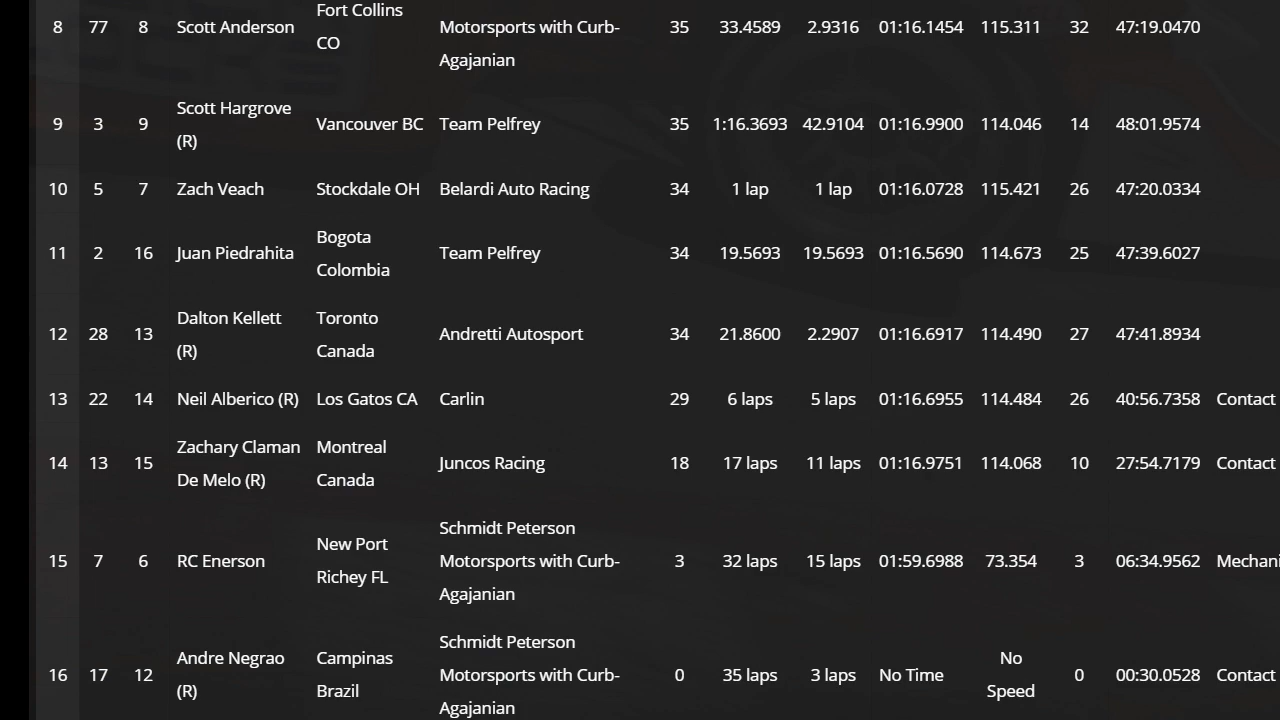 8 77 8 Scott Anderson Fort Collins CO Motorsports with Curb-Agajanian 35 33.4589 2.9316 01:16.1454 115.311 32 47:19.0470
9 3 9 Scott Hargrove (R) Vancouver BC Team Pelfrey 35 1:16.3693 42.9104 01:16.9900 114.046 14 48:01.9574
10 5 7 Zach Veach Stockdale OH Belardi Auto Racing 34 1 lap 1 lap 01:16.0728 115.421 26 47:20.0334
11 2 16 Juan Piedrahita Bogota Colombia Team Pelfrey 34 19.5693 19.5693 01:16.5690 114.673 25 47:39.6027
12 28 13 Dalton Kellett (R) Toronto Canada Andretti Autosport 34 21.8600 2.2907 01:16.6917 114.490 27 47:41.8934
13 22 14 Neil Alberico (R) Los Gatos CA Carlin 29 6 laps 5 laps 01:16.6955 114.484 26 40:56.7358 Contact
14 13 15 Zachary Claman De Melo (R) Montreal Canada Juncos Racing 18 17 laps 11 laps 01:16.9751 114.068 10 27:54.7179 Contact
15 7 6 RC Enerson New Port Richey FL Schmidt Peterson Motorsports with Curb-Agajanian 3 32 laps 15 laps 01:59.6988 73.354 3 06:34.9562 Mechani
16 17 12 Andre Negrao (R) Campinas Brazil Schmidt Peterson Motorsports with Curb-Agajanian 0 35 laps 3 laps No Time No Speed 0 00:30.0528 Contact